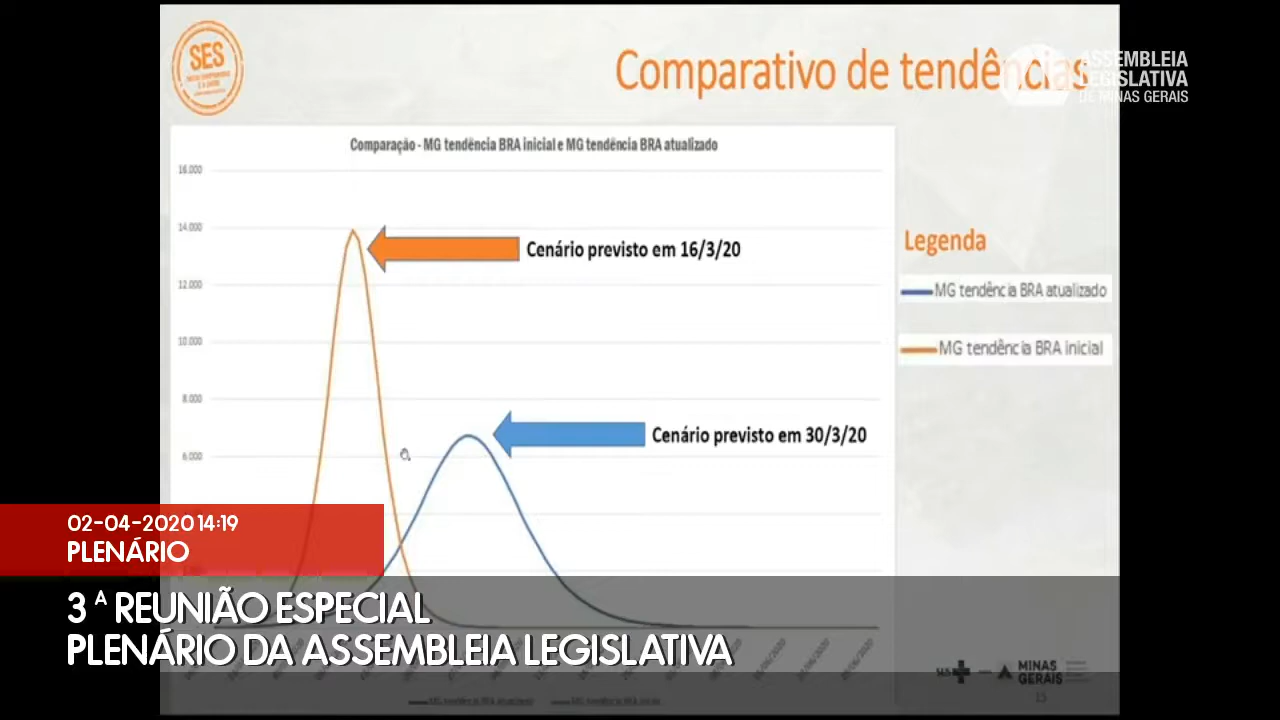 SES
Comparativo de tendências
ASSEMBLEIA
LEGISLATIVA
DE MINAS GERAIS
Comparação - MG tendência BRA inicial e MG tendência BRA atualizado
16.000
14.000
12.000
10.000
8.000
6.000
Cenário previsto em 16/3/20
Cenário previsto em 30/3/20
Legenda
MG tendência BRA atualizado
MG tendência BRA inicial
02-04-2020 14:19
PLENÁRIO
3ª REUNIÃO ESPECIAL
PLENÁRIO DA ASSEMBLEIA LEGISLATIVA
SUS
MINAS
GERAIS
15